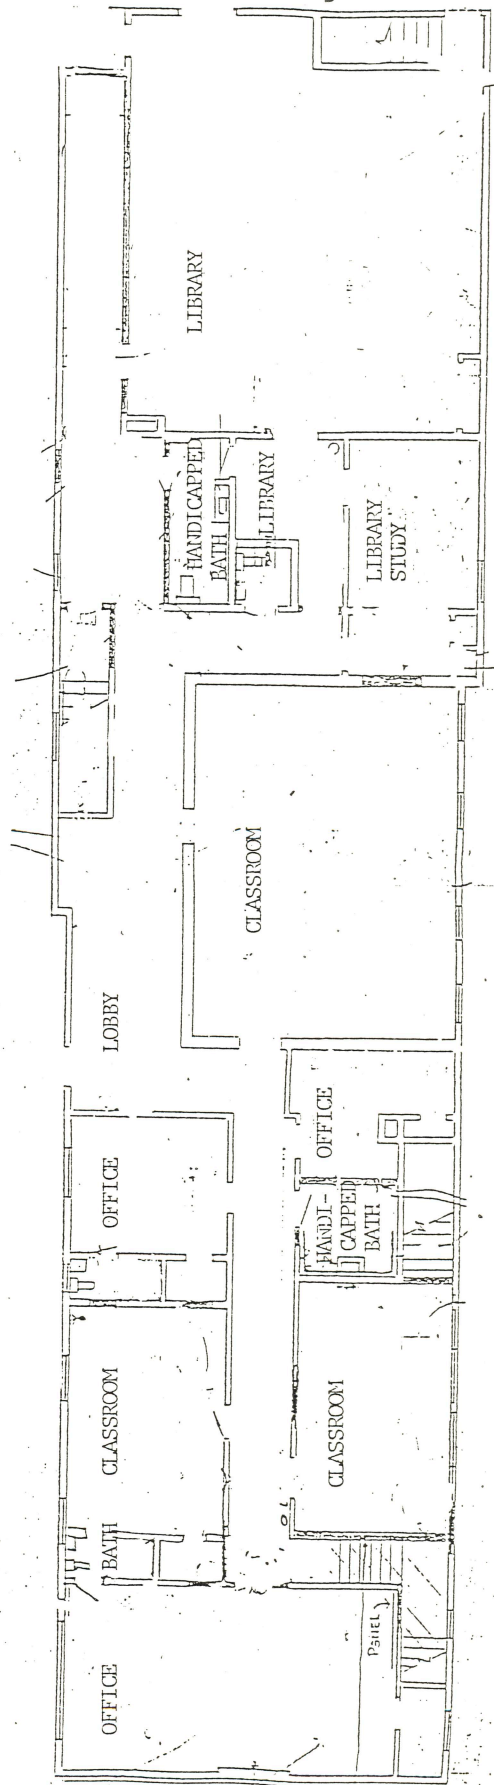 LIBRARY
HANDICAPPED
BATH
LIBRARY
LIBRARY
STUDY
CLASSROOM
LOBBY
OFFICE
OFFICE
HANDI-
CAPPED
BATH
CLASSROOM
CLASSROOM
BATH
OFFICE